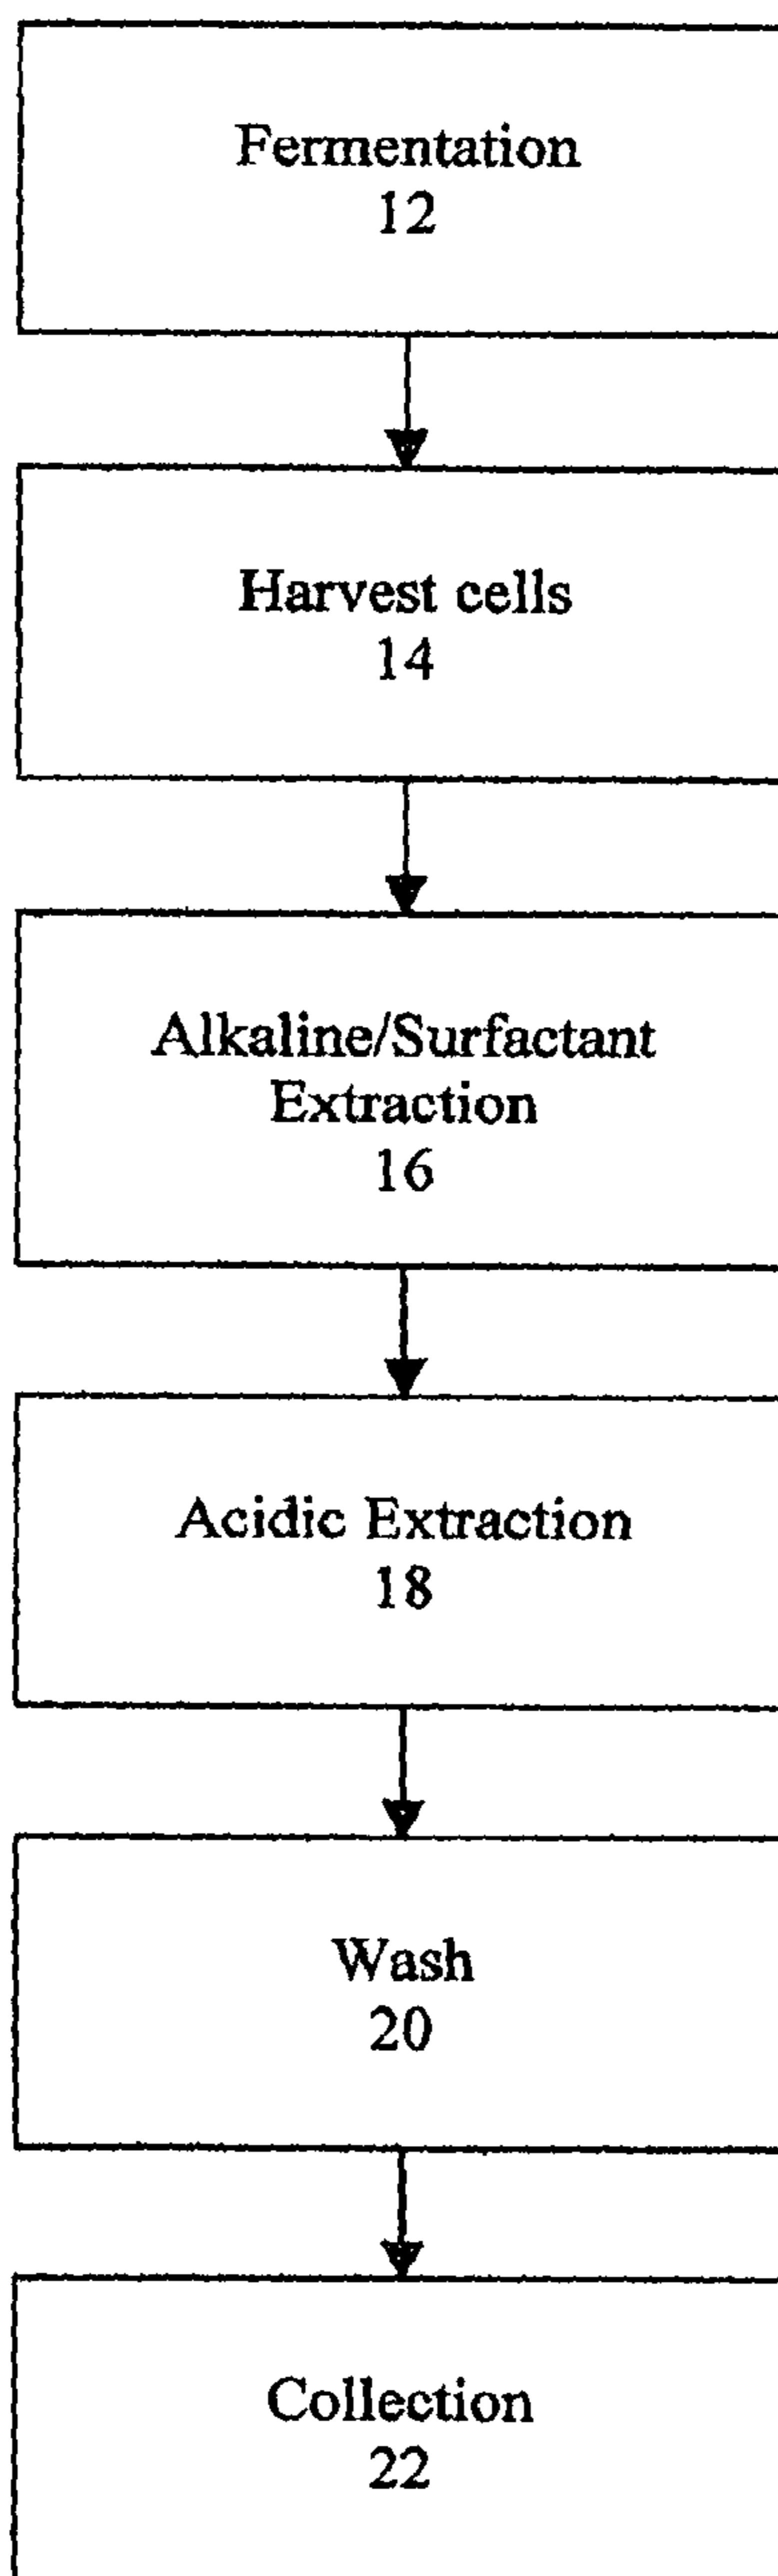 Fermentation
12
Harvest cells
14
Alkaline/Surfactant
Extraction
16
Acidic Extraction
18
Wash
20
Collection
22